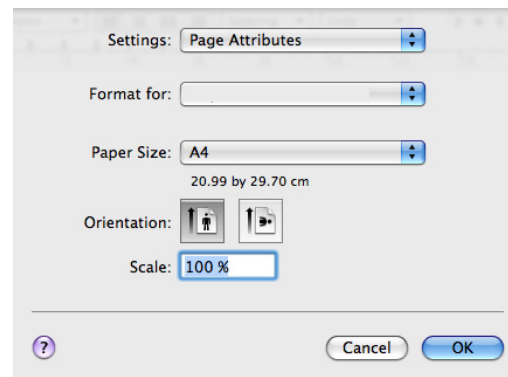 Settings: Page Attributes
Format for:
Paper Size: A4
20.99 by 29.70 cm
Orientation:
Scale: 100 %
? Cancel OK